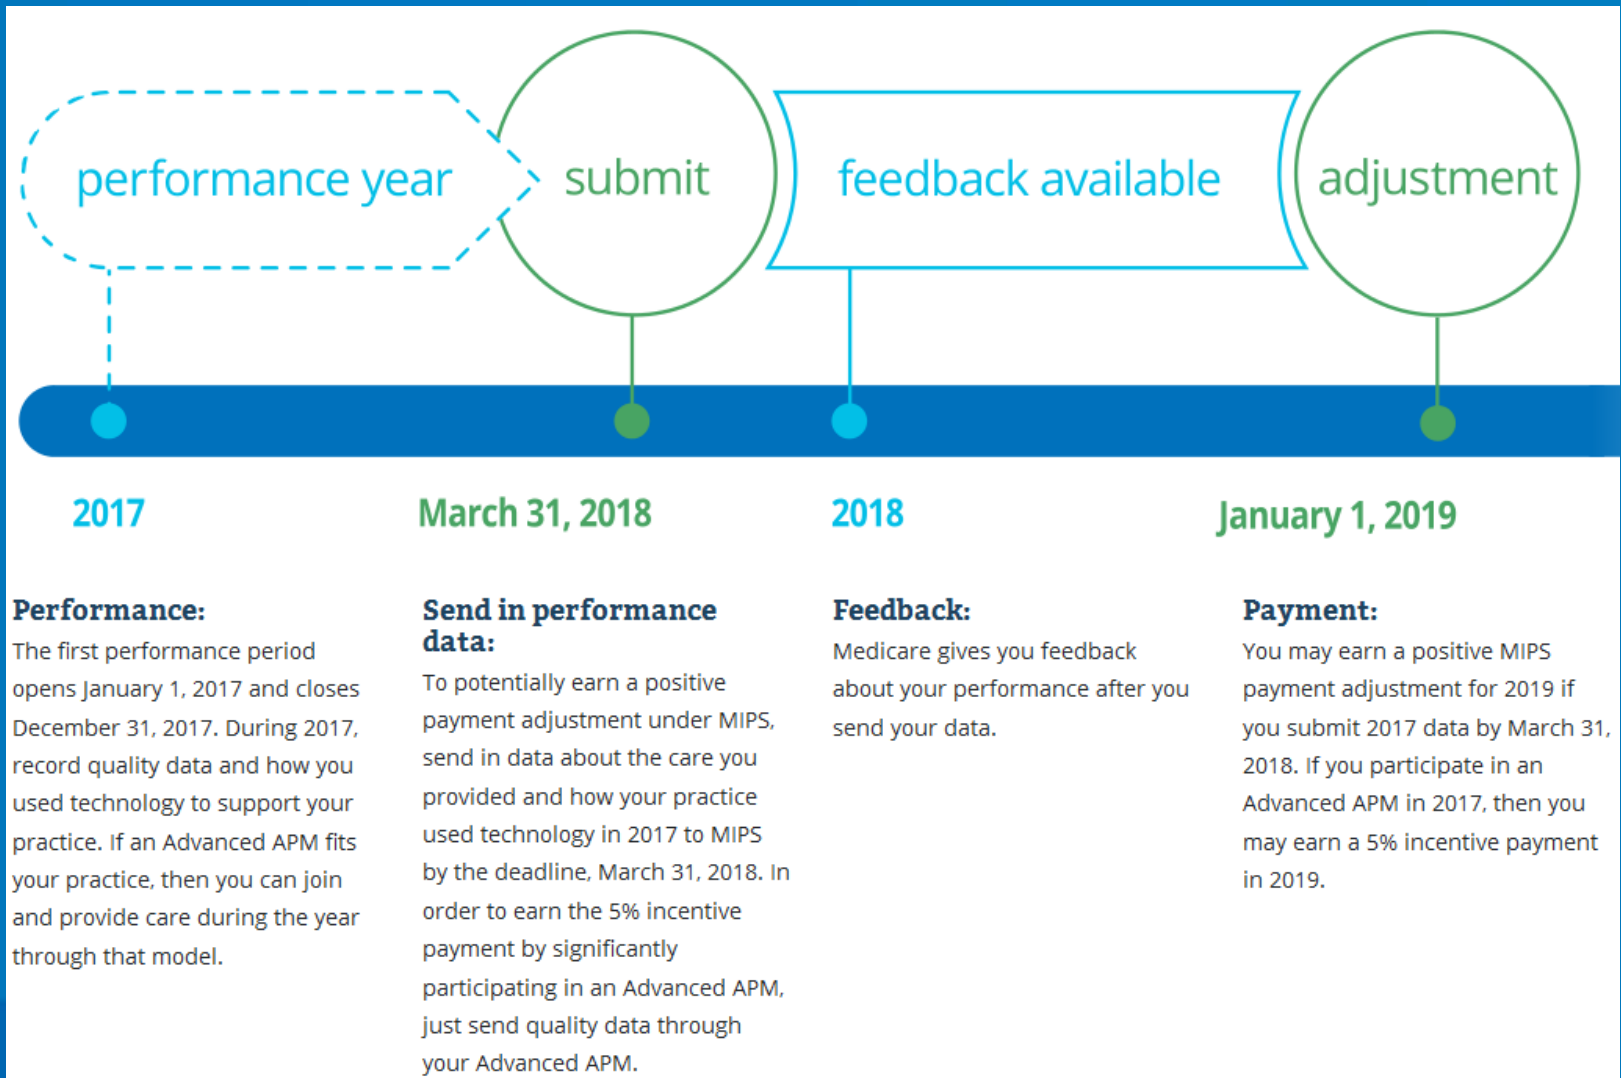 performance year
submit
feedback available
adjustment
2017
March 31, 2018
2018
January 1, 2019
Performance:
The first performance period
opens January 1, 2017 and closes
December 31, 2017. During 2017,
record quality data and how you
used technology to support your
practice. If an Advanced APM fits
your practice, then you can join
and provide care during the year
through that model.
Send in performance
data:
To potentially earn a positive
payment adjustment under MIPS,
send in data about the care you
provided and how your practice
used technology in 2017 to MIPS
by the deadline, March 31, 2018. In
order to earn the 5% incentive
payment by significantly
participating in an Advanced APM,
just send quality data through
your Advanced APM.
Feedback:
Medicare gives you feedback
about your performance after you
send your data.
Payment:
You may earn a positive MIPS
payment adjustment for 2019 if
you submit 2017 data by March 31,
2018. If you participate in an
Advanced APM in 2017, then you
may earn a 5% incentive payment
in 2019.